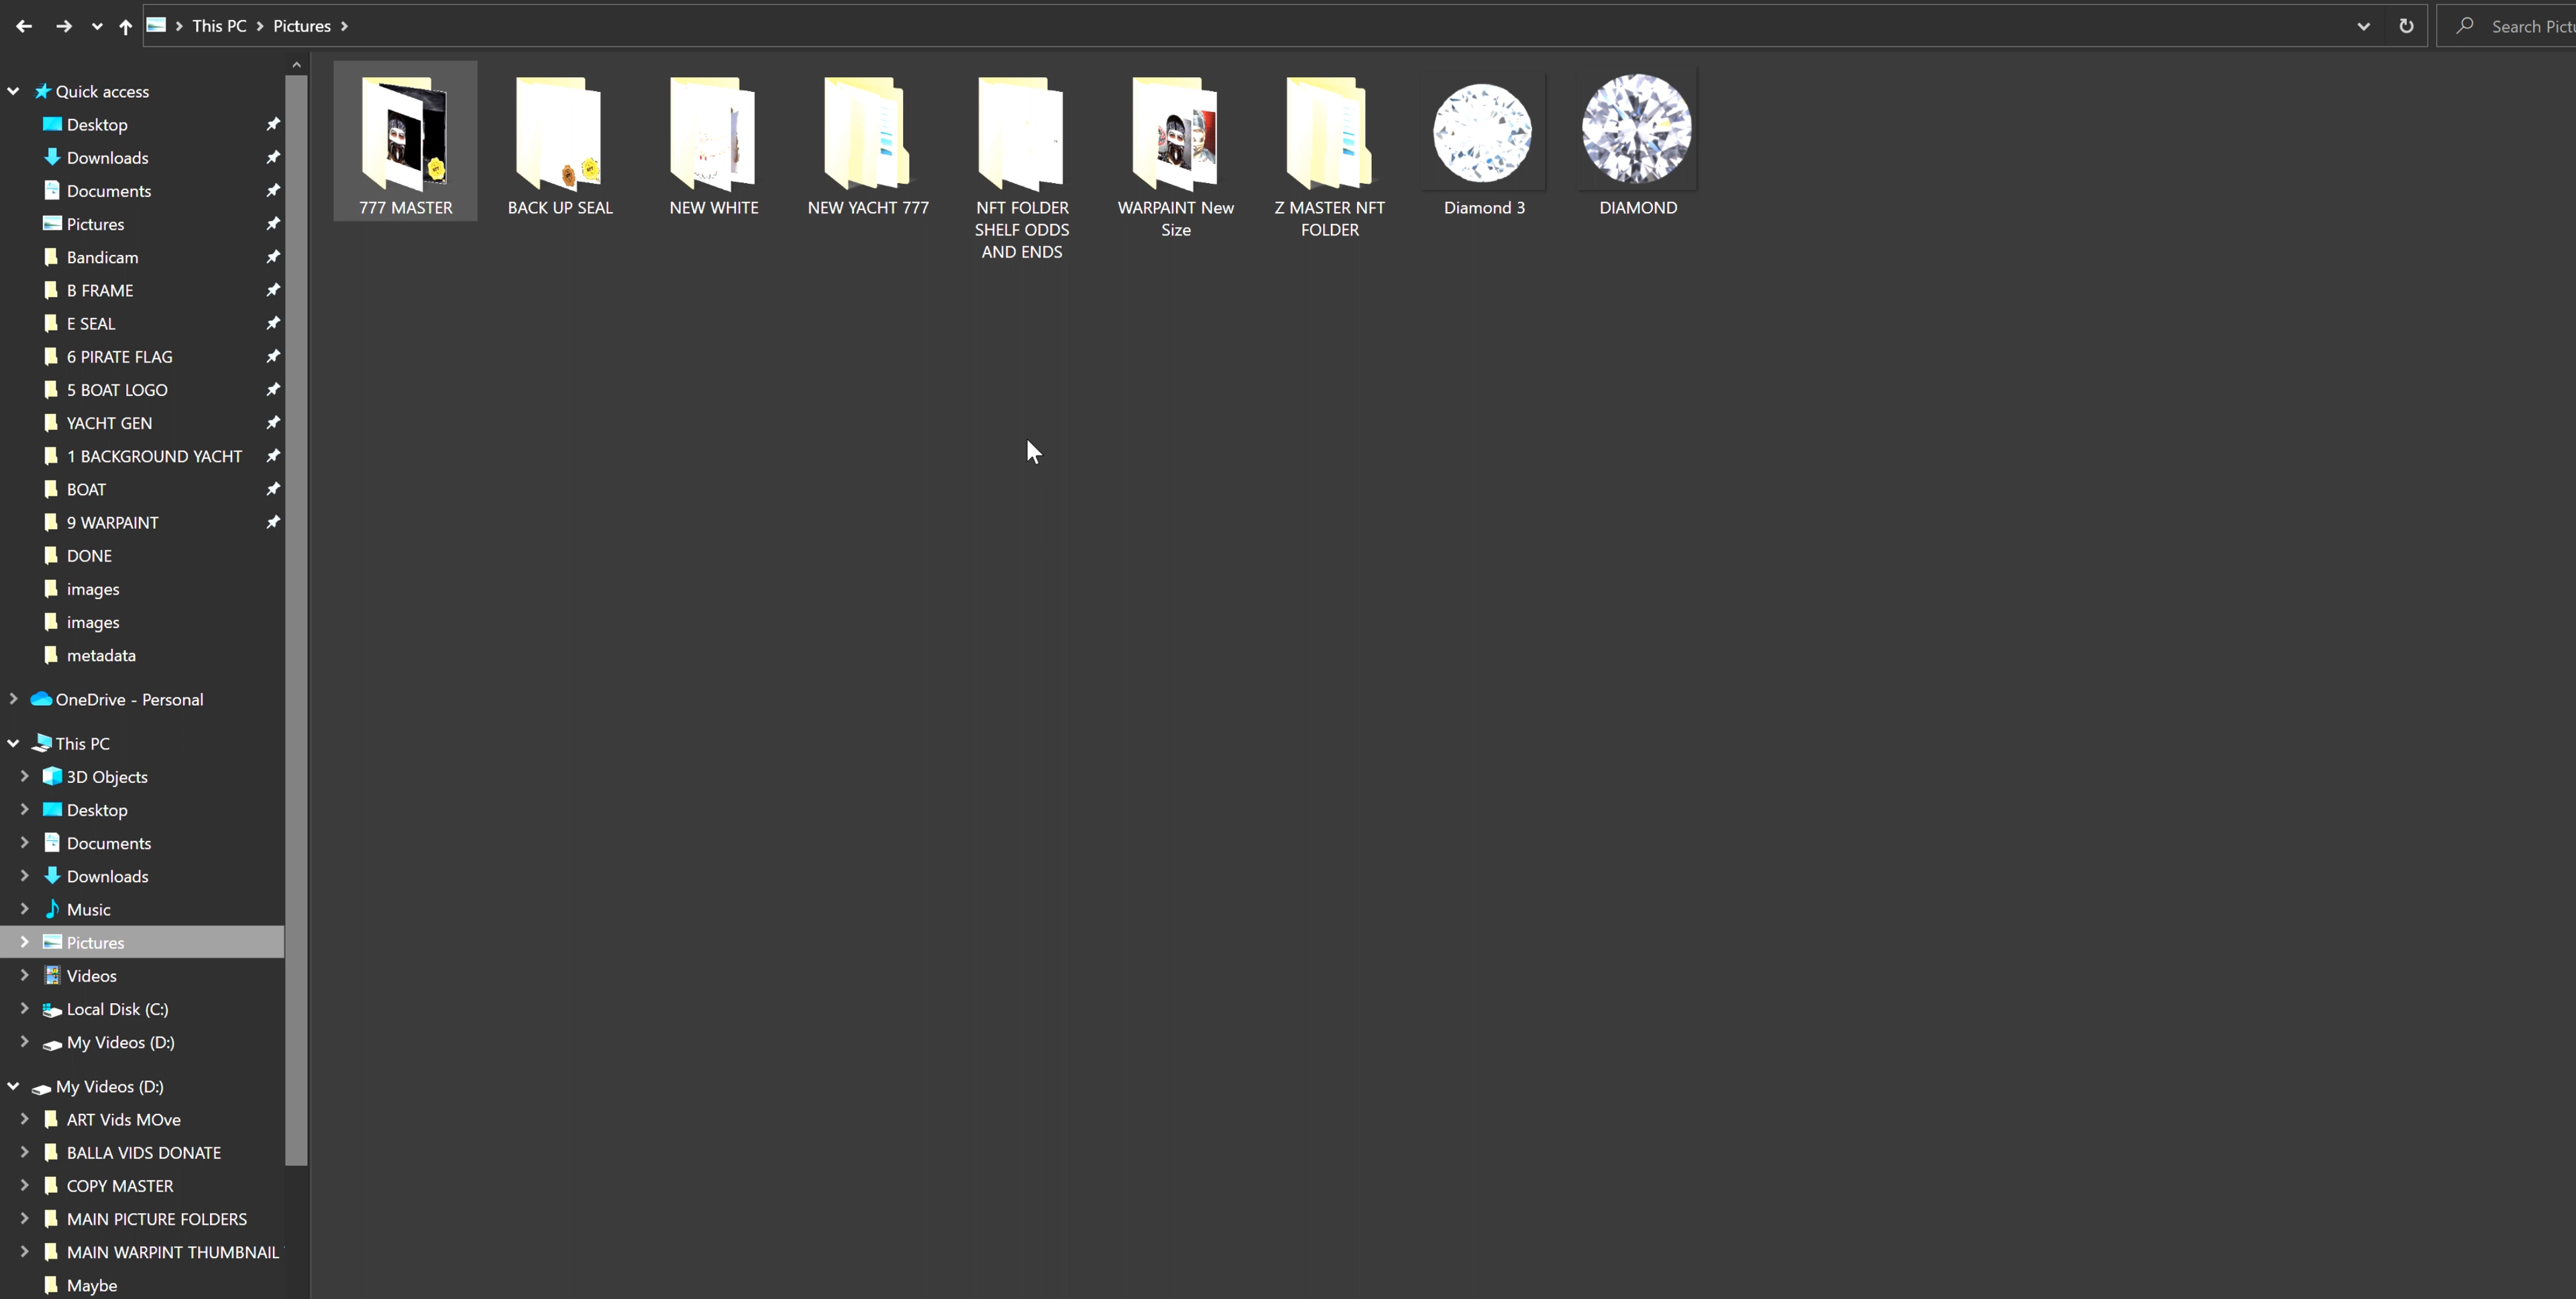 This PC
Pictures
Search Pictu
Quick access
Desktop
Downloads
Documents
Pictures
Bandicam
B FRAME
E SEAL
6 PIRATE FLAG
5 BOAT LOGO
YACHT GEN
1 BACKGROUND YACHT
BOAT
9 WARPAINT
DONE
images
images
metadata
OneDrive - Personal
This PC
3D Objects
Desktop
Documents
Downloads
Music
Pictures
Videos
Local Disk (C:)
My Videos (D:)
My Videos (D:)
ART Vids MOve
BALLA VIDS DONATE
COPY MASTER
MAIN PICTURE FOLDERS
MAIN WARPINT THUMBNAIL
Maybe
777 MASTER
BACK UP SEAL
NEW WHITE
NEW YACHT 777
NFT FOLDER
SHELF ODDS
AND ENDS
WARPAINT New
Size
Z MASTER NFT
FOLDER
Diamond 3
DIAMOND